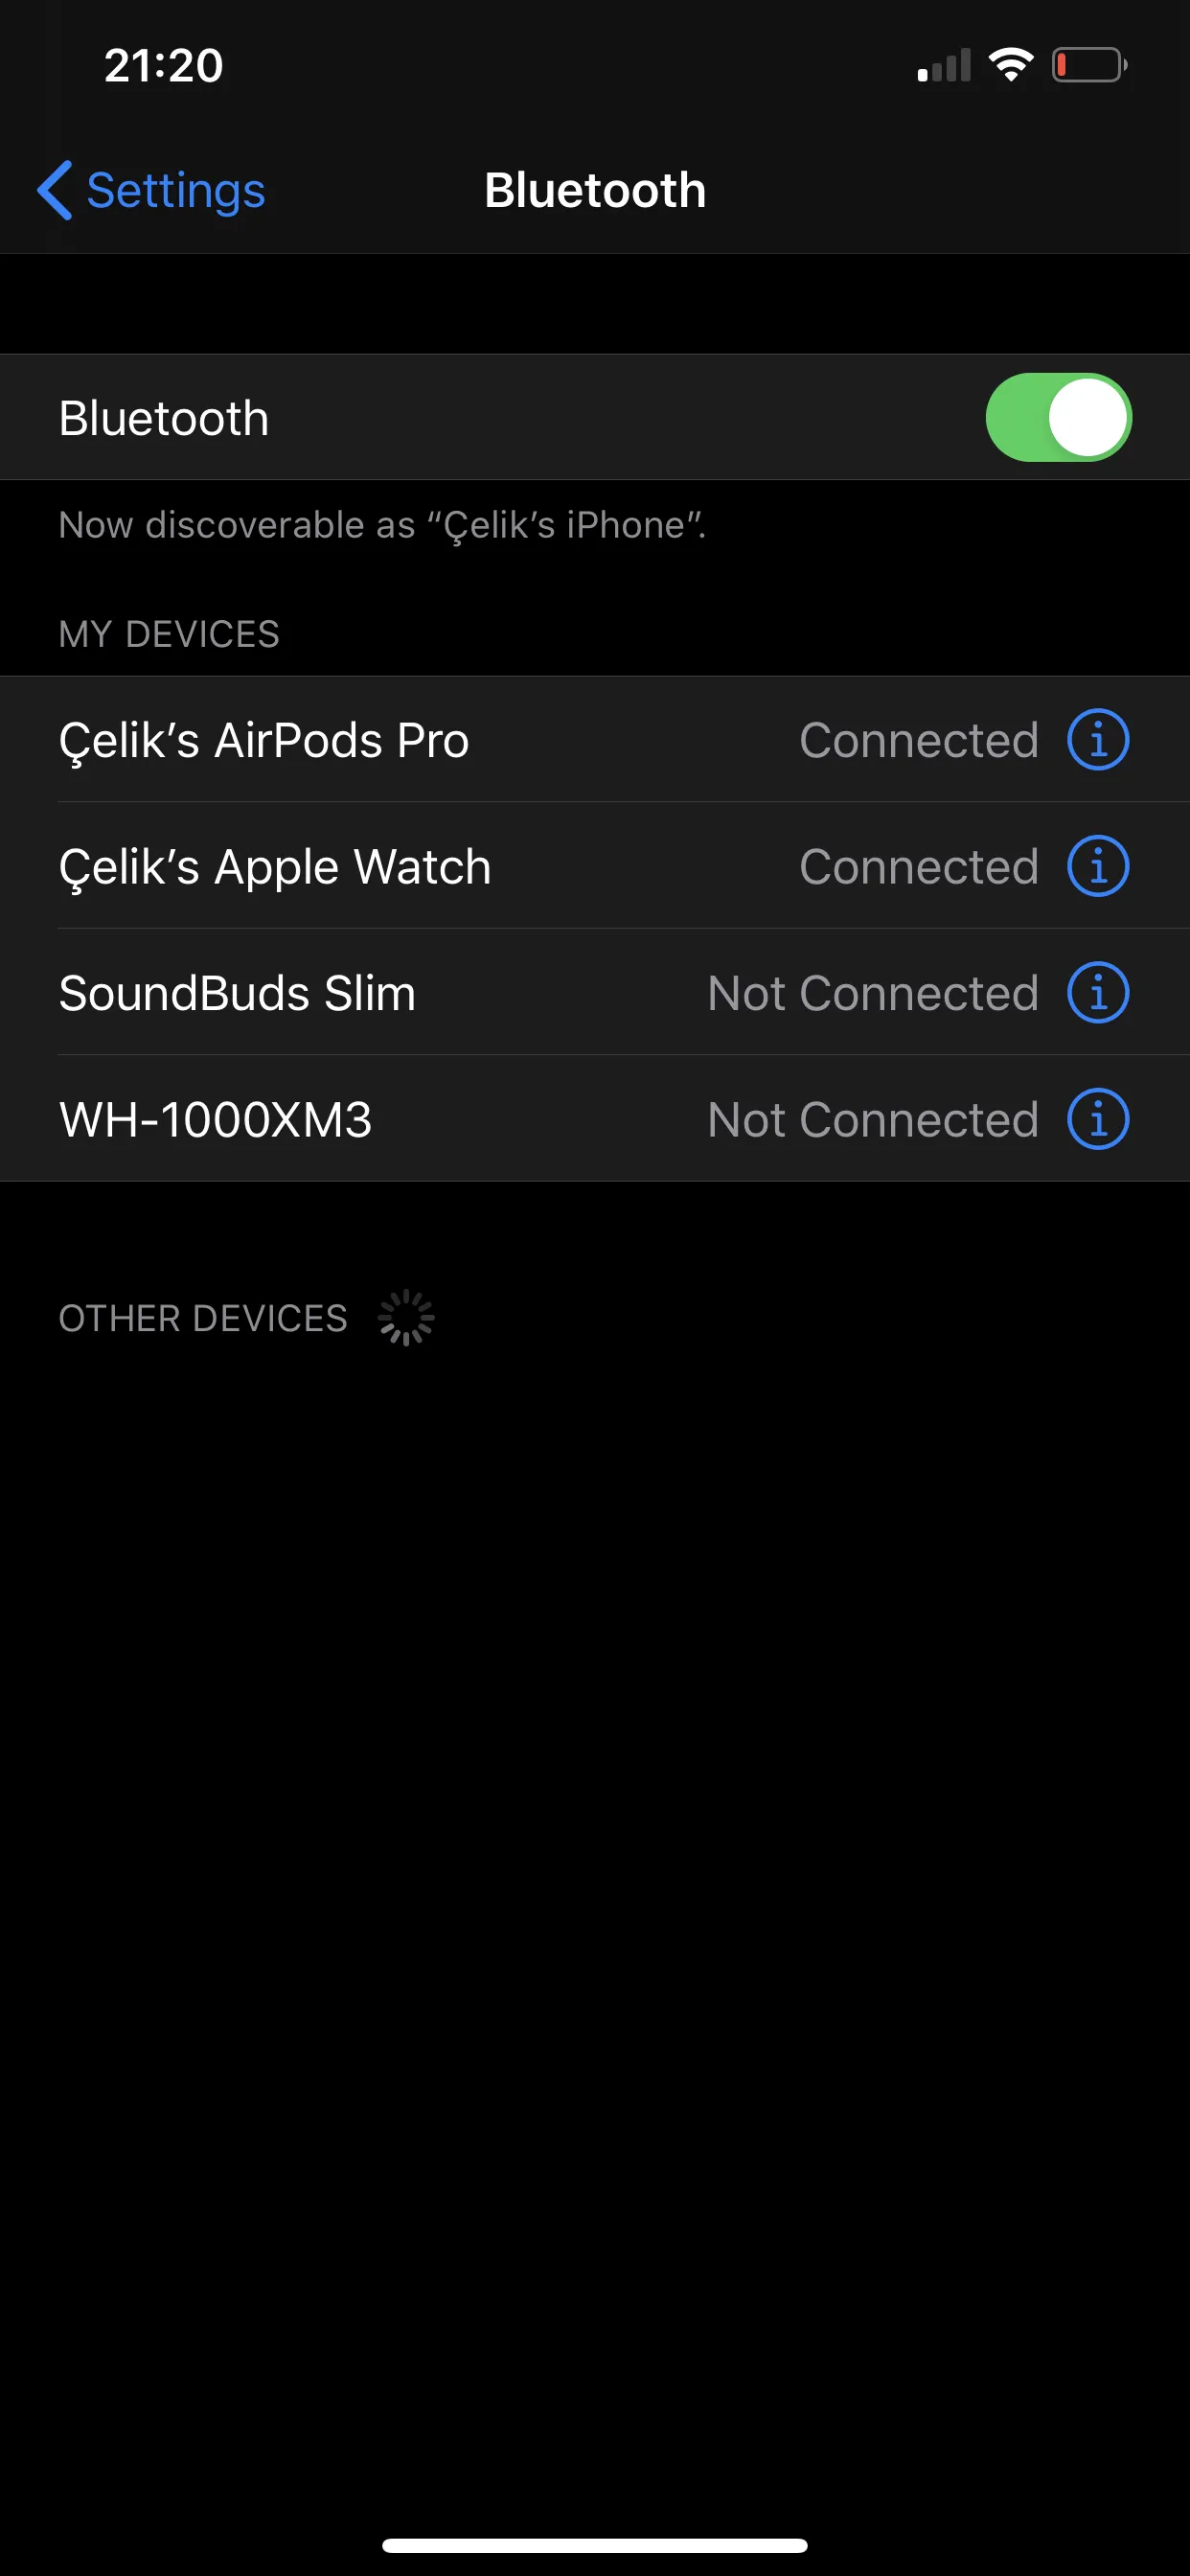 21:20
Settings
Bluetooth
Bluetooth
Now discoverable as “Çelik’s iPhone”.
MY DEVICES
Çelik’s AirPods Pro Connected
Çelik’s Apple Watch Connected
SoundBuds Slim Not Connected
WH-1000XM3 Not Connected
OTHER DEVICES